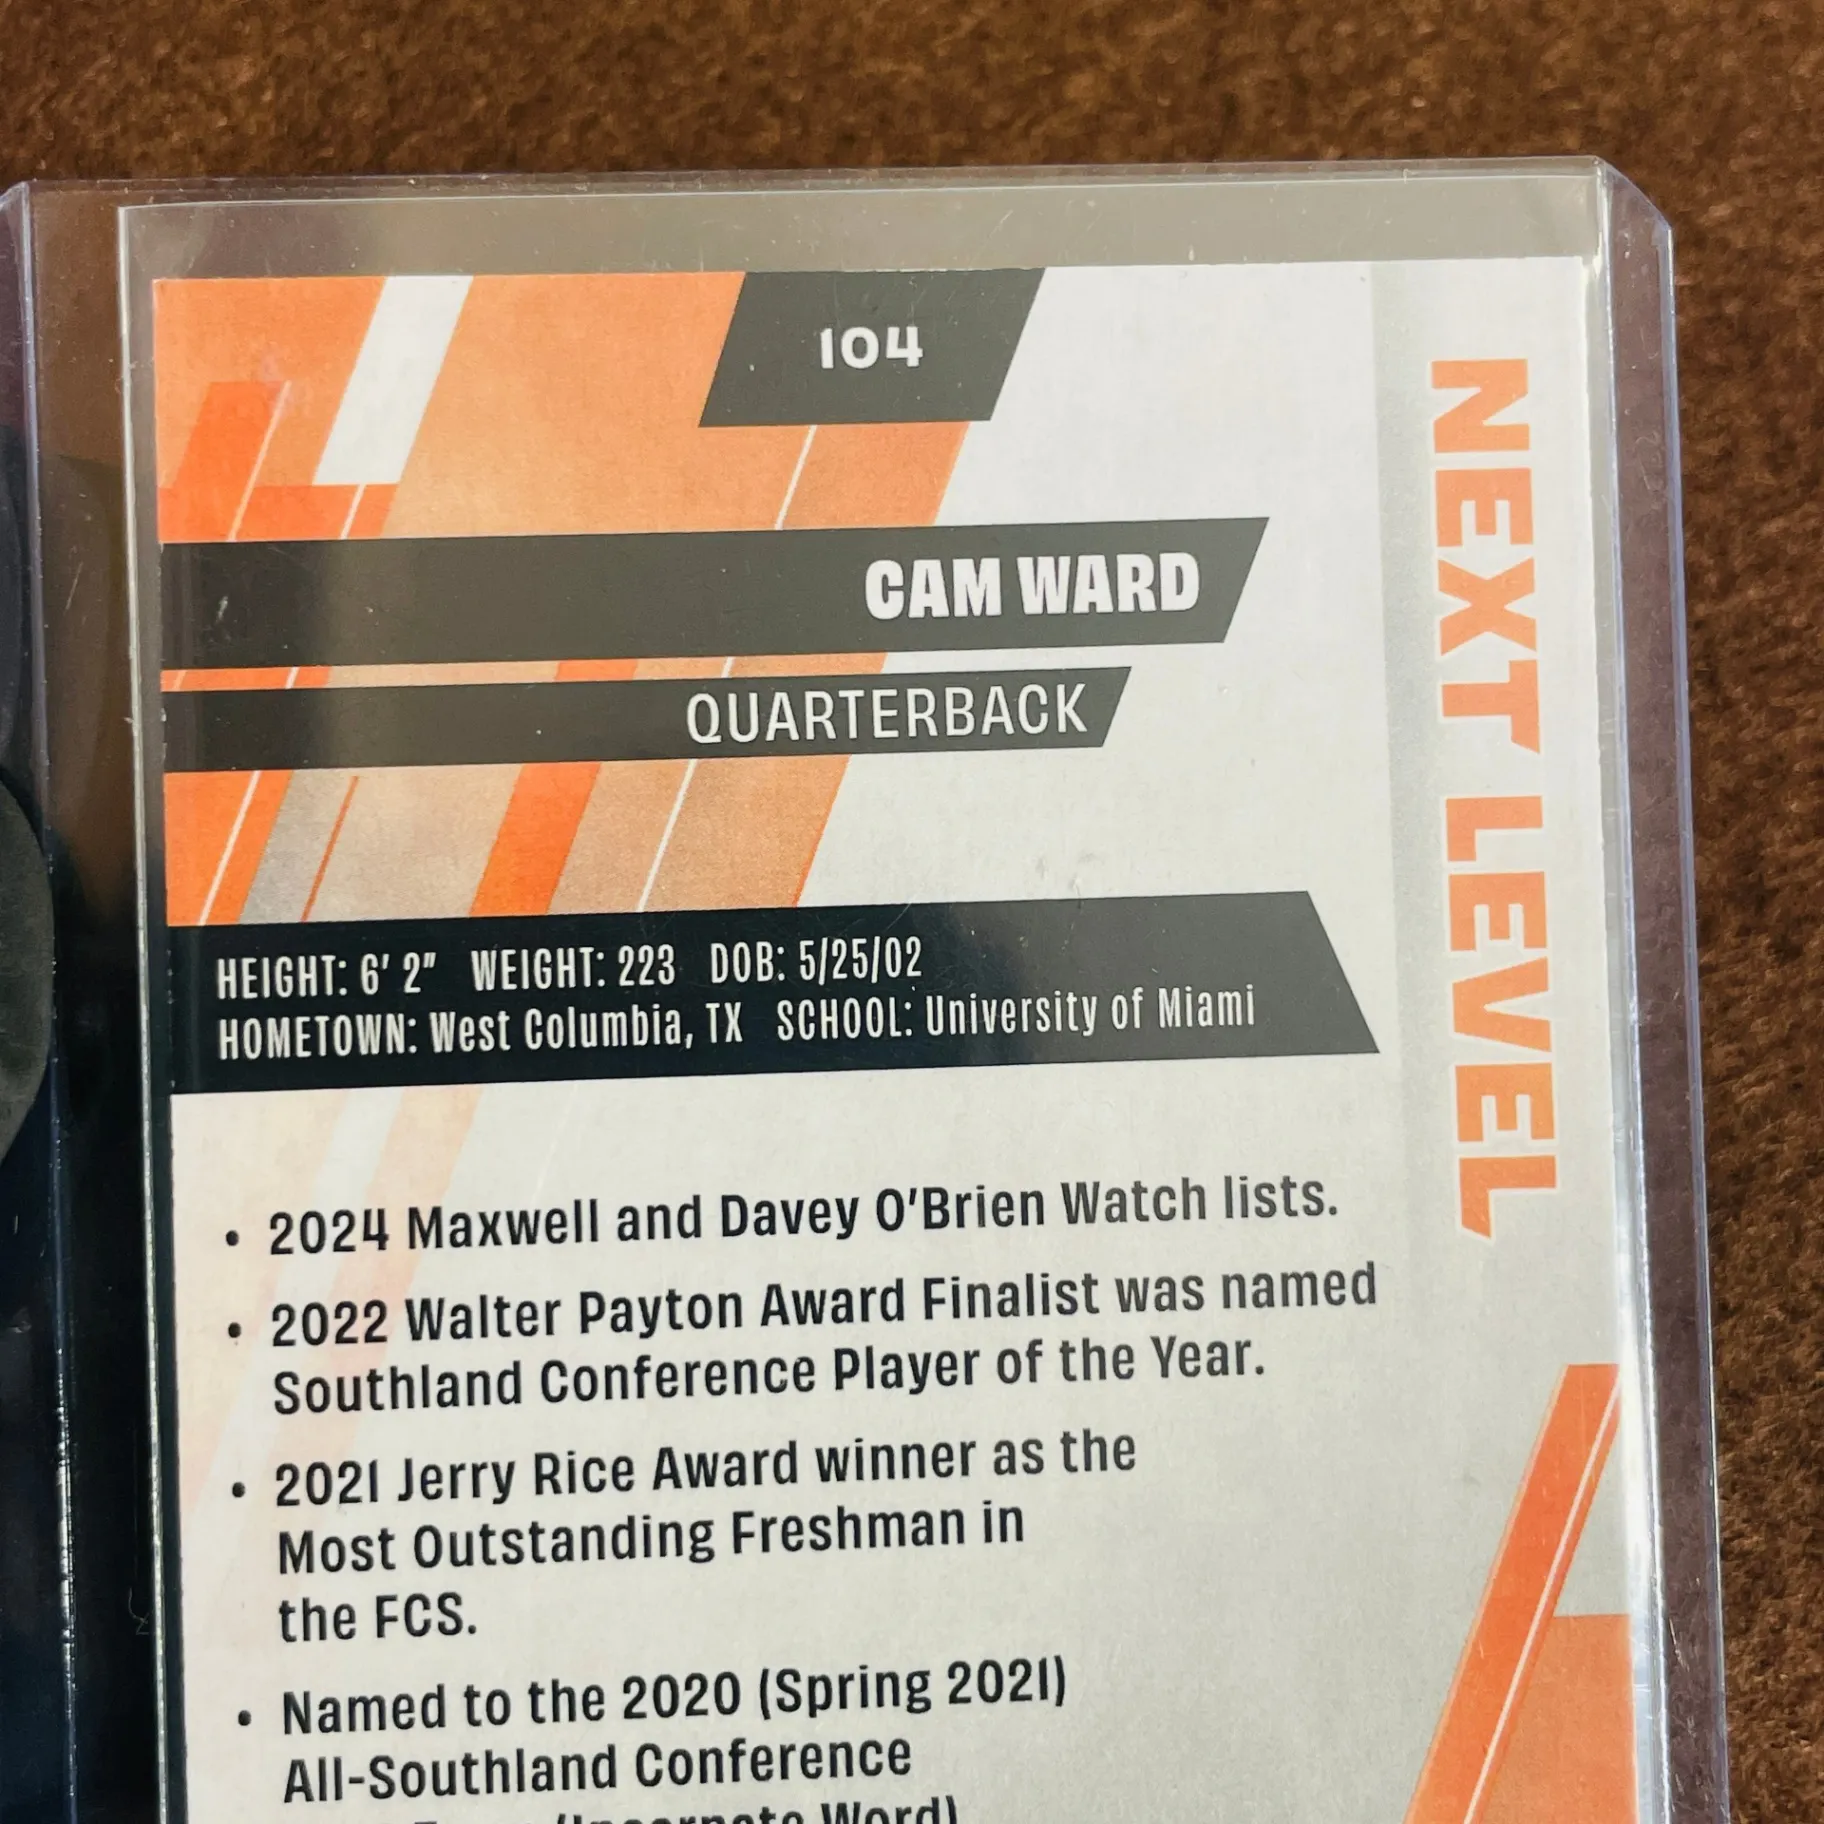 104
CAM WARD
QUARTERBACK
NEXT LEVEL
HEIGHT: 6' 2" WEIGHT: 223 DOB: 5/25/02
HOMETOWN: West Columbia, TX SCHOOL: University of Miami
• 2024 Maxwell and Davey O'Brien Watch lists.
• 2022 Walter Payton Award Finalist was named
Southland Conference Player of the Year.
• 2021 Jerry Rice Award winner as the
Most Outstanding Freshman in
the FCS.
• Named to the 2020 (Spring 2021)
All-Southland Conference
(Incarnate Word)